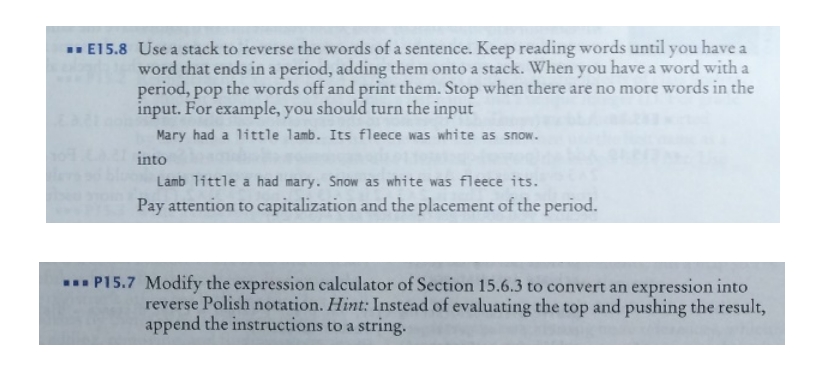 E15.8 Use a stack to reverse the words of a sentence. Keep reading words until you have a
word that ends in a period, adding them onto a stack. When you have a word with a
period, pop the words off and print them. Stop when there are no more words in the
input. For example, you should turn the input
Mary had a little lamb. Its fleece was white as snow.
into
Lamb little a had mary. Snow as white was fleece its.
Pay attention to capitalization and the placement of the period.
P15.7 Modify the expression calculator of Section 15.6.3 to convert an expression into
reverse Polish notation. Hint: Instead of evaluating the top and pushing the result,
append the instructions to a string.